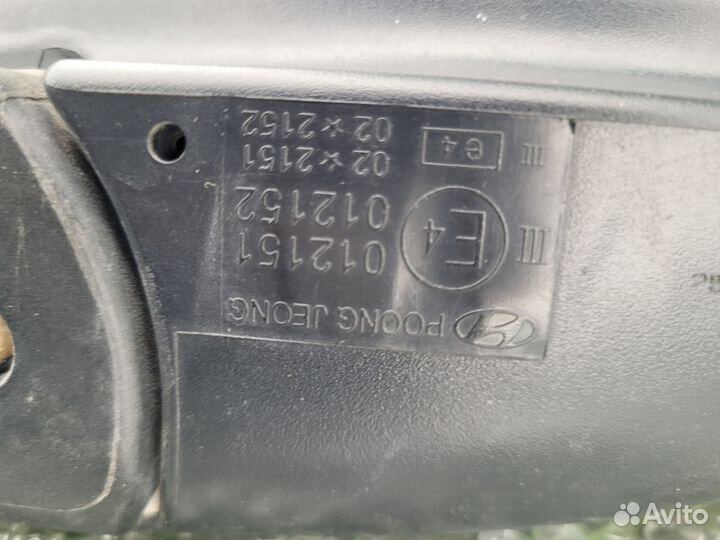 POONG JEONG
III E4 012151
012152
III e4 02☆2151
02☆2152
Avito